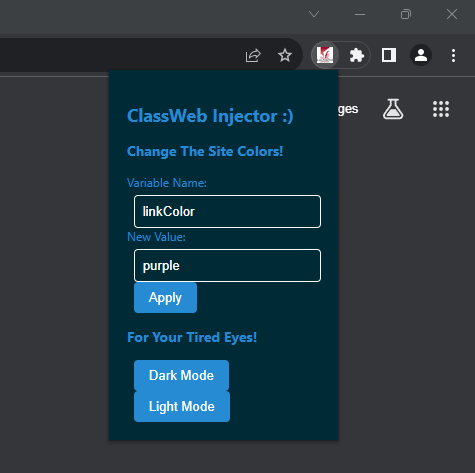 ges
ClassWeb Injector :)
Change The Site Colors!
Variable Name:
linkColor
New Value:
purple
Apply
For Your Tired Eyes!
Dark Mode
Light Mode